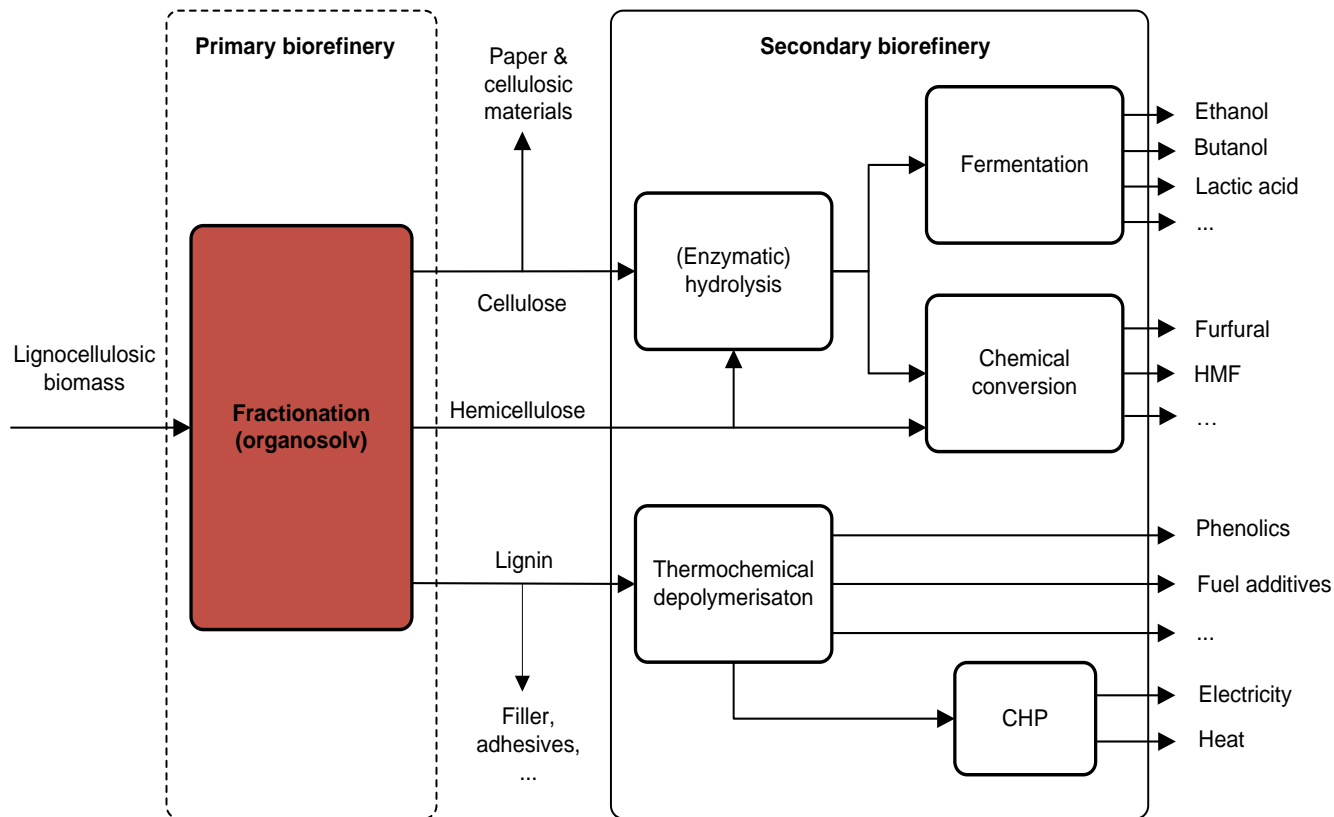 Primary biorefinery
Secondary biorefinery
Paper &
cellosic
materials
Lignocellulosic
biomass
Fractionation
(organosolv)
Cellulose
Hemicellulose
Lignin
Filler,
adhesives,
...
(Enzymatic)
hydrolysis
Fermentation
Chemical
conversion
Thermochemical
depolymerisaton
CHP
Ethanol
Butanol
Lactic acid
...
Furfural
HMF
...
Phenolics
Fuel additives
...
Electricity
Heat